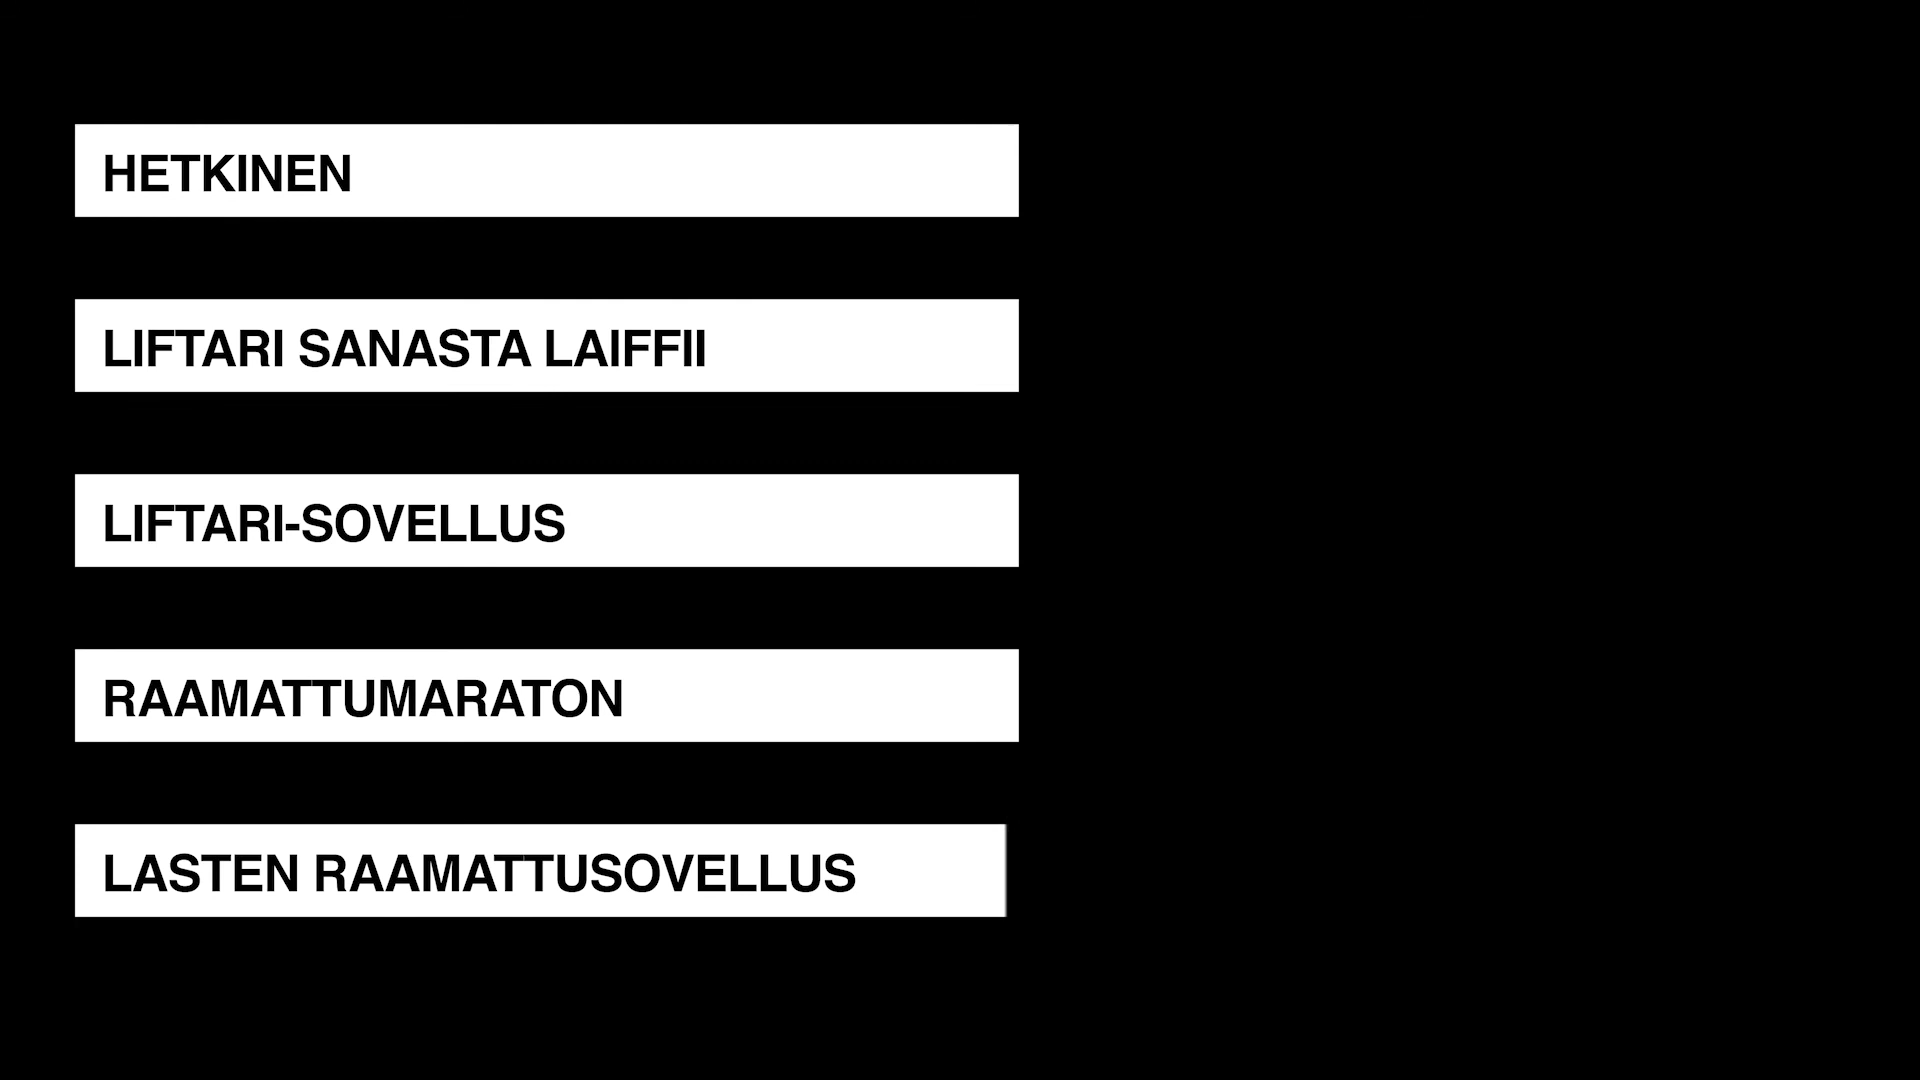 HETKINEN
LIFTARI SANASTA LAIFFII
LIFTARI-SOVELLUS
RAAMATTUMARATON
LASTEN RAAMATTUSOVELLUS